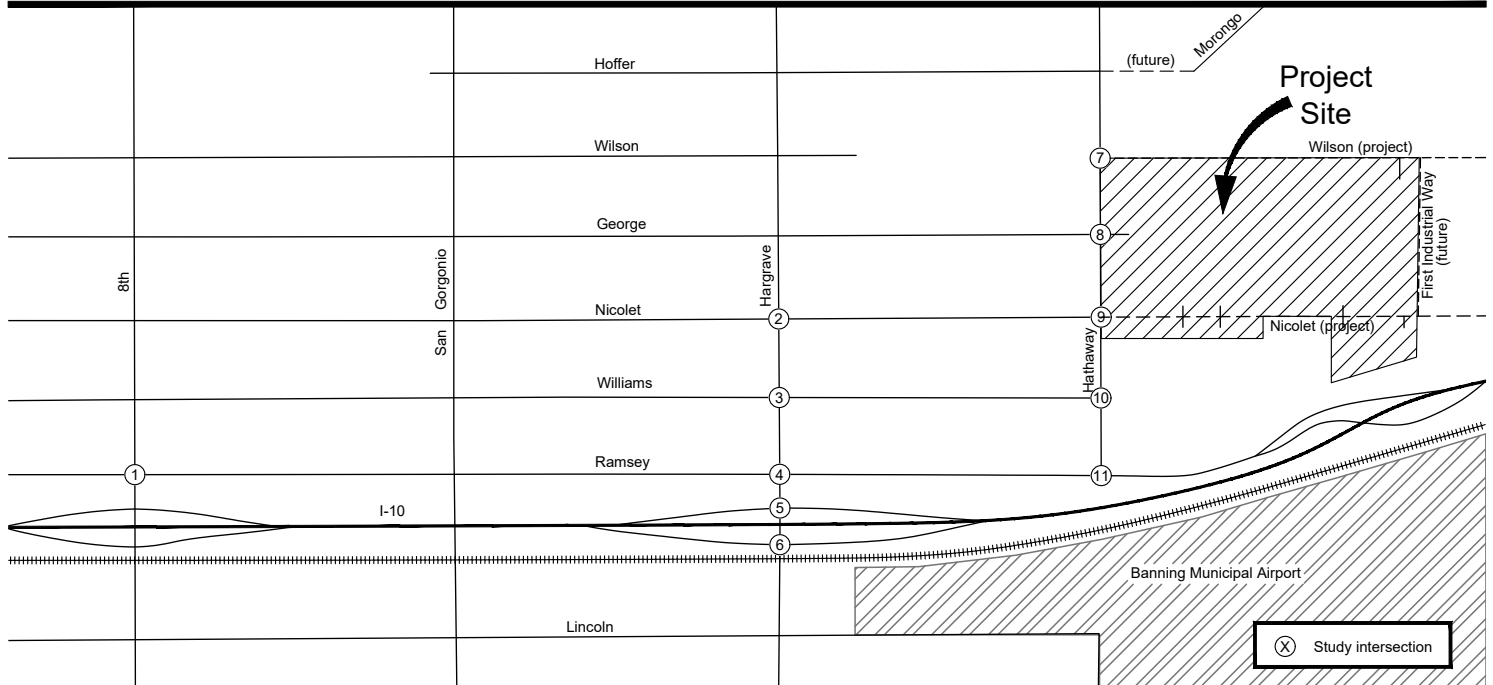 Hoffer
(future)
Morongo
Project
Site
Wilson
7
Wilson (project)
George
8
First Industrial Way
(future)
8th
San Gorgonio
Hargrave
Nicolet
2
9
Nicolet (project)
Hathaway
Williams
3
10
1
Ramsey
4
11
I-10
5
6
Banning Municipal Airport
Lincoln
X Study intersection